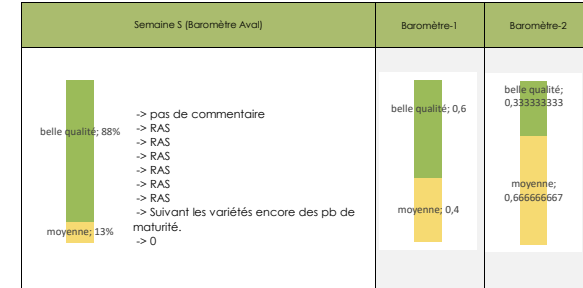 Semaine S (Baromètre Aval)
Baromètre-1
Baromètre-2
belle qualité; 88%
moyenne; 13%
-> pas de commentaire
-> RAS
-> RAS
-> RAS
-> RAS
-> RAS
-> RAS
-> Suivant les variétés encore des pb de
maturité.
-> 0
belle qualité; 0,6
moyenne; 0,4
belle qualité;
0,333333333
moyenne;
0,666666667